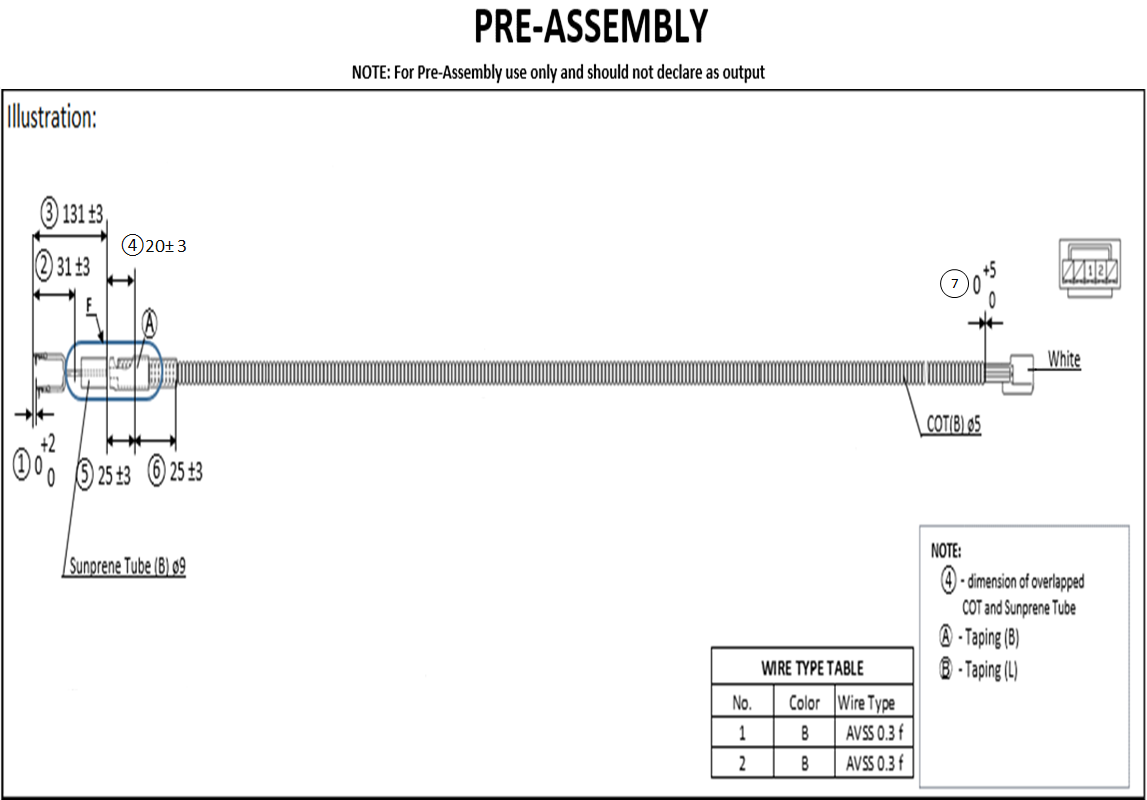 PRE-ASSEMBLY
NOTE: For Pre-Assembly use only and should not declare as output
Illustration:
3 131 ±3
4 20± 3
2 31 ±3
F
A
7 0 +5 0
1 2
White
COT(B) ø5
1 0 +2 0
5 25 ±3
6 25 ±3
Sunprene Tube (B) ø9
NOTE:
4 - dimension of overlapped
COT and Sunprene Tube
A - Taping (B)
B - Taping (L)
WIRE TYPE TABLE
No. Color Wire Type
1 B AVSS 0.3 f
2 B AVSS 0.3 f